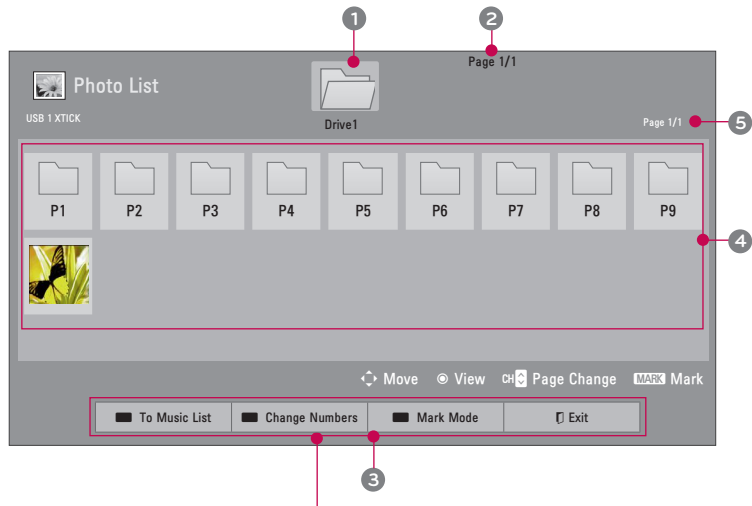 1
2
Page 1/1
Photo List
USB 1 XTICK
Drive1
Page 1/1
5
P1 P2 P3 P4 P5 P6 P7 P8 P9
4
Move View CH Page Change MARK Mark
To Music List Change Numbers Mark Mode Exit
3